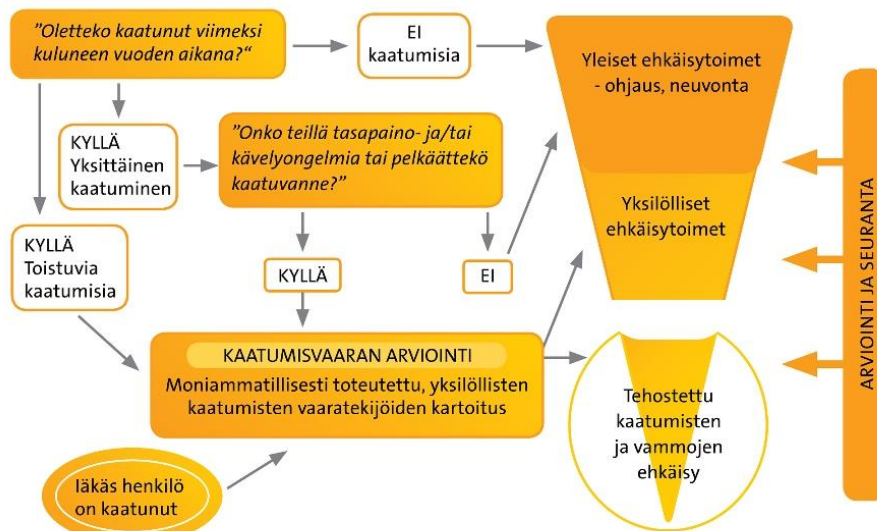 ”Oletteko kaatunut viimeksi
kuluneen vuoden aikana?“
EI
kaatumisia
Yleiset ehkäisytoimet
- ohjaus, neuvonta
KYLLÄ
Yksittäinen
kaatuminen
”Onko teillä tasapaino- ja/tai
kävelyongelmia tai pelkäättekö
kaatuvanne?”
Yksilölliset
ehkäisytoimet
KYLLÄ
Toistuvia
kaatumisia
KYLLÄ
EI
KAATUMISVAARAN ARVIOINTI
Moniammatillisesti toteutettu, yksilöllisten
kaatumisten vaaratekijöiden kartoitus
Tehostettu
kaatumisten
ja vammojen
ehkäisy
Iäkäs henkilö
on kaatunut
ARVIOINTI JA SEURANTA